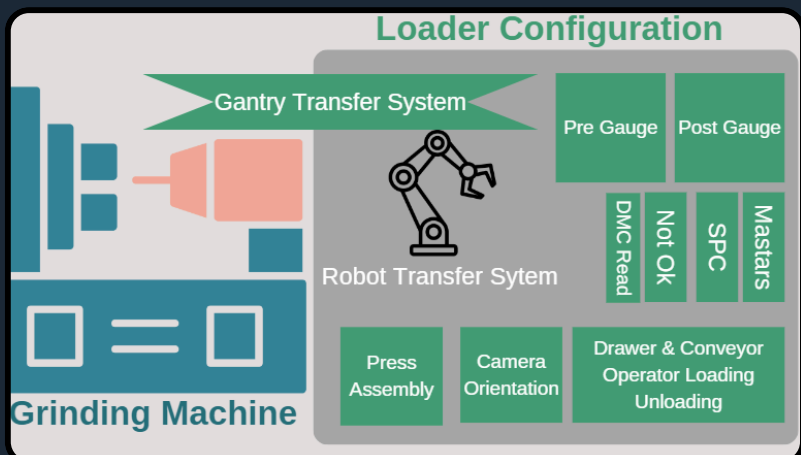 Loader Configuration
Gantry Transfer System
Pre Gauge
Post Gauge
DMC Read
Not Ok
SPC
Mastars
Robot Transfer Sytem
Press
Assembly
Camera
Orientation
Drawer & Conveyor
Operator Loading
Unloading
Grinding Machine